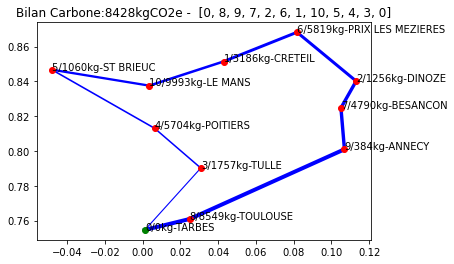 Bilan Carbone:8428kgCO2e - [0, 8, 9, 7, 2, 6, 1, 10, 5, 4, 3, 0]
0.86
0.84
0.82
0.80
0.78
0.76
6/5819kg-PRIX LES MEZIERES
1/3186kg-CRETEIL
5/1060kg-ST BRIEUC
10/9993kg-LE MANS
2/1256kg-DINOZE
7/4790kg-BESANCON
4/5704kg-POITIERS
9/384kg-ANNECY
3/1757kg-TULLE
8/8549kg-TOULOUSE
0/0kg-TARBES
−0.04 −0.02 0.00 0.02 0.04 0.06 0.08 0.10 0.12